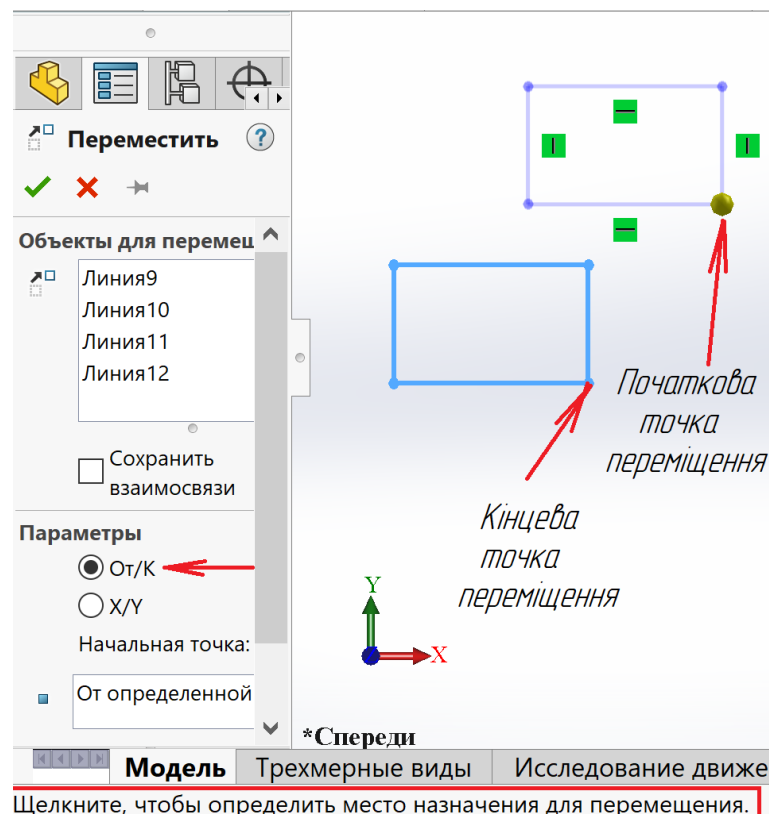 Переместить
?
Объекты для перемещ
Линия9
Линия10
Линия11
Линия12
Сохранить
взаимосвязи
Параметры
От/К
X/Y
Начальная точка:
От определенной
Початкова
точка
переміщення
Кінцева
точка
переміщення
Y
X
*Спереди
Модель
Трехмерные виды
Исследование движе
Щелкните, чтобы определить место назначения для перемещения.